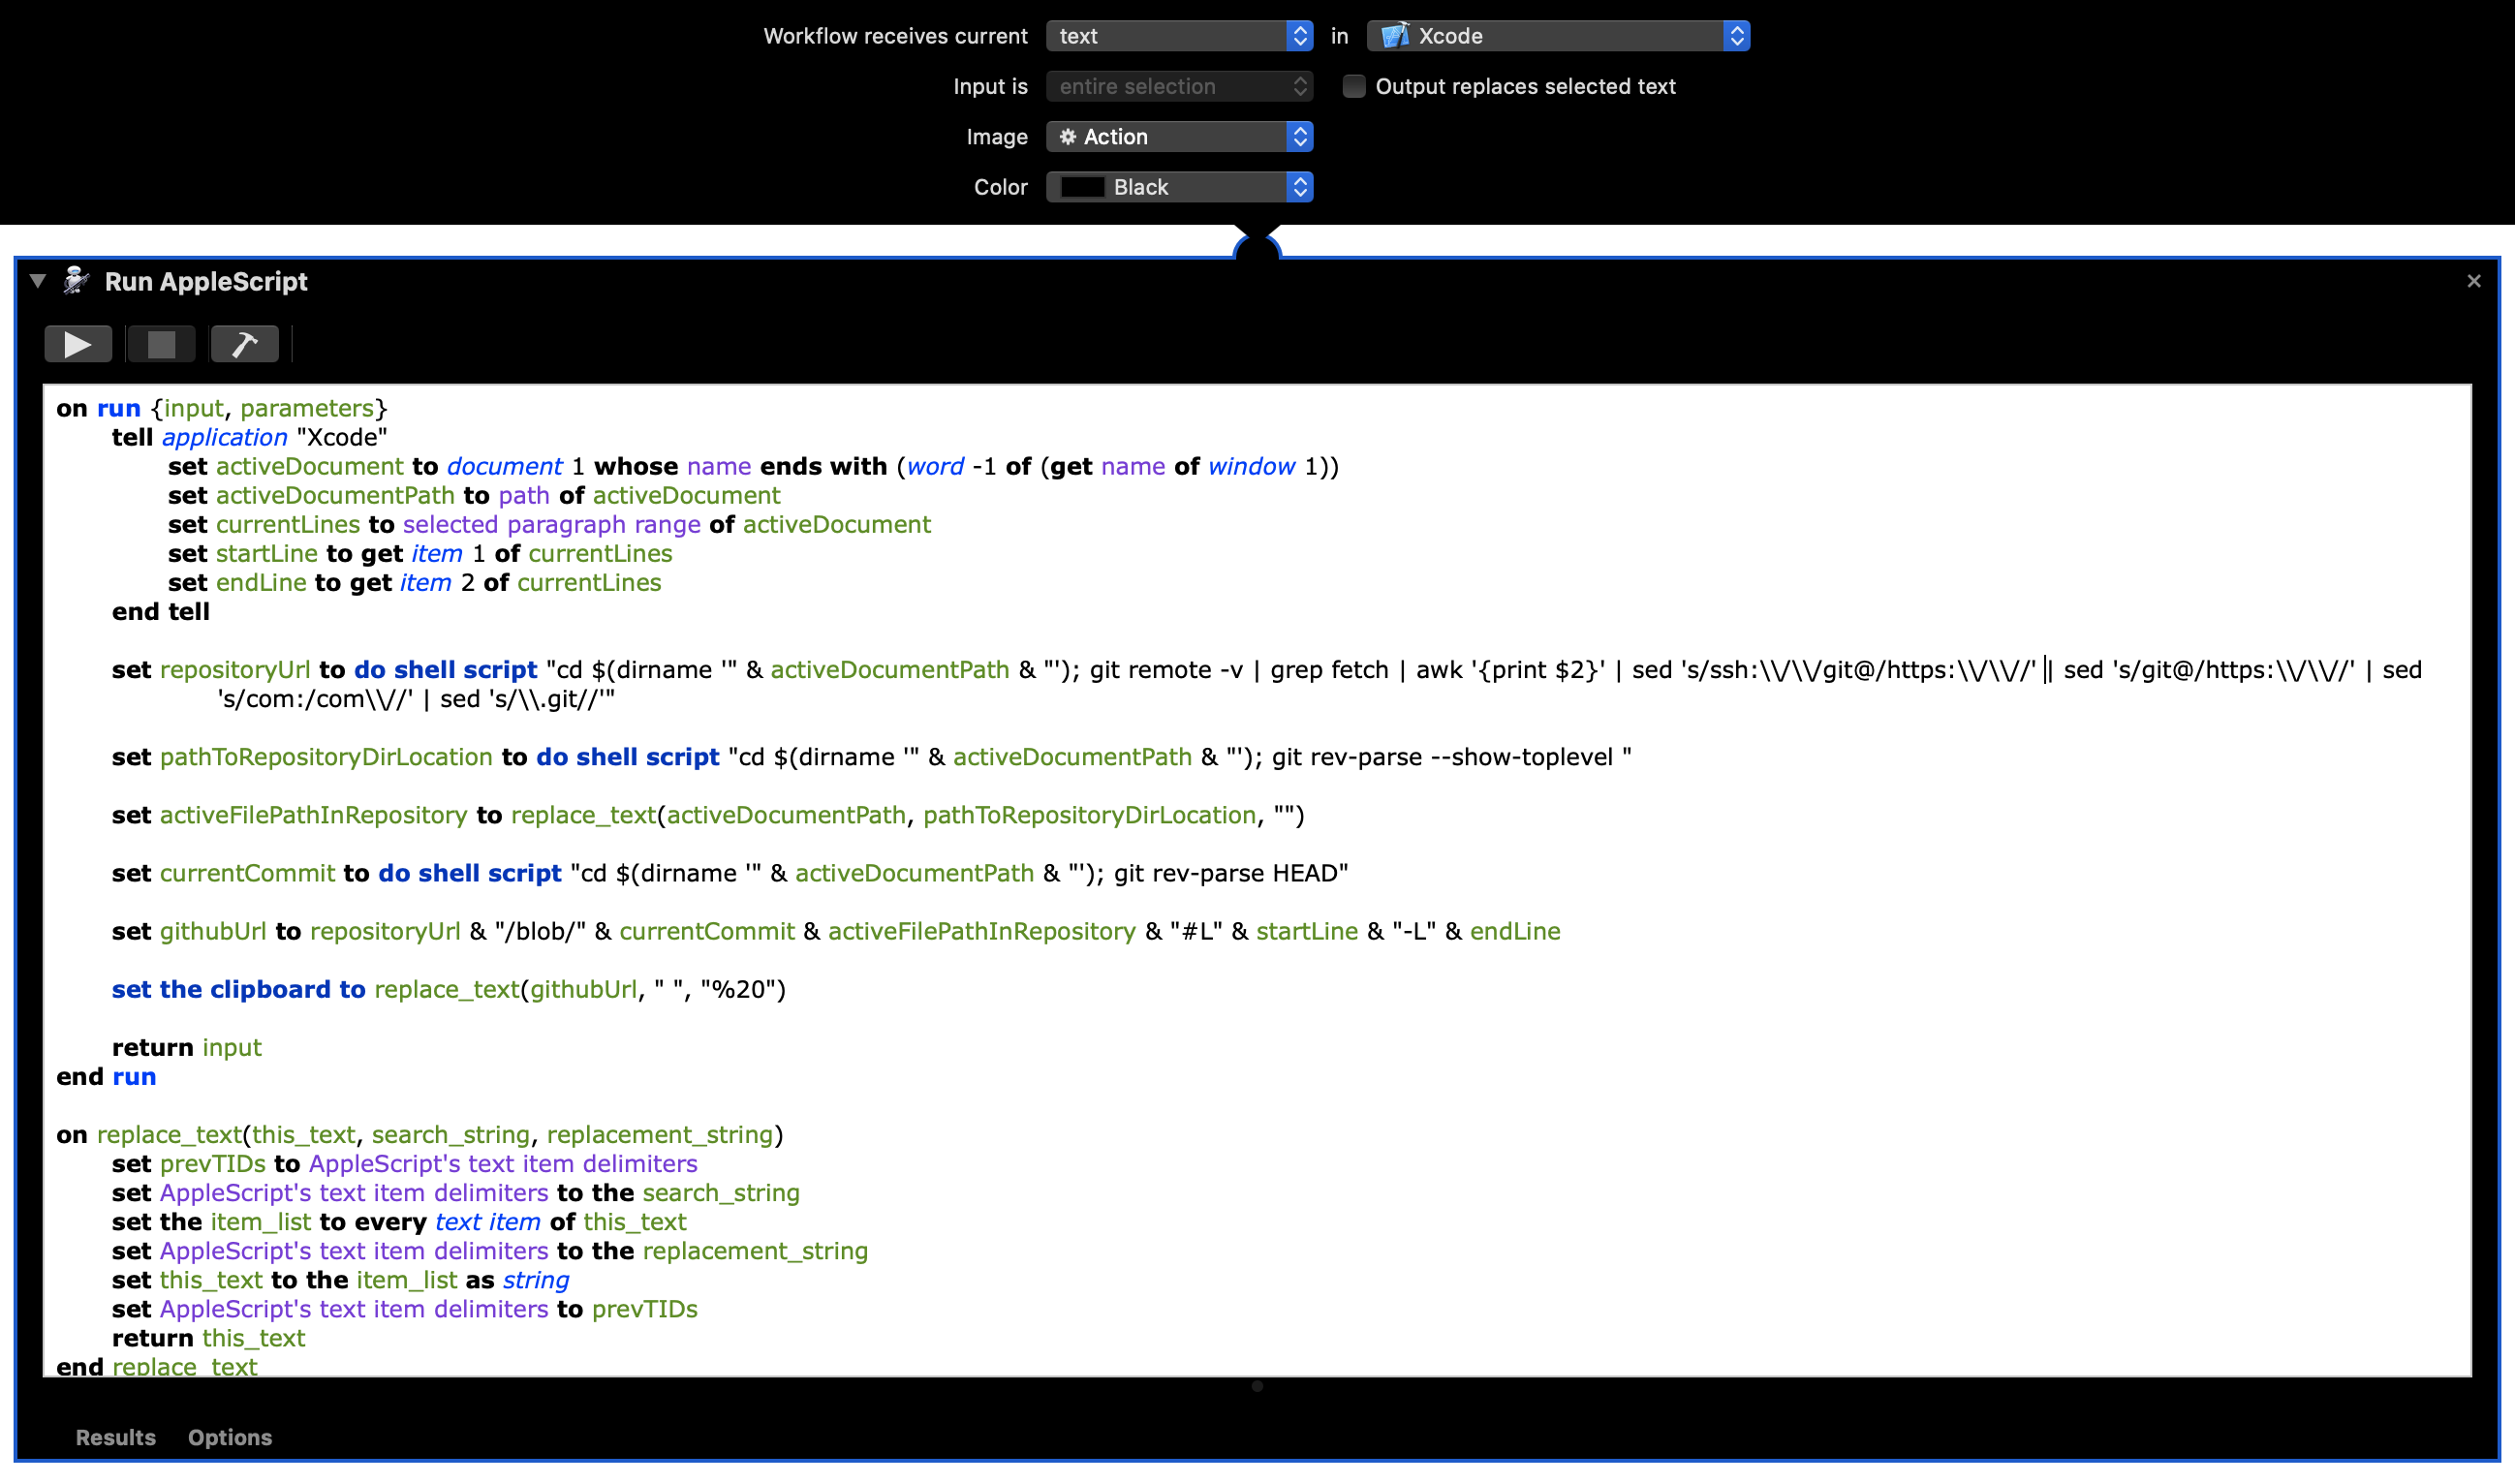 Workflow receives current text in Xcode
Input is entire selection Output replaces selected text
Image Action
Color Black
Run AppleScript
on run {input, parameters}
tell application "Xcode"
set activeDocument to document 1 whose name ends with (word -1 of (get name of window 1))
set activeDocumentPath to path of activeDocument
set currentLines to selected paragraph range of activeDocument
set startLine to get item 1 of currentLines
set endLine to get item 2 of currentLines
end tell
set repositoryUrl to do shell script "cd $(dirname '" & activeDocumentPath & "'); git remote -v | grep fetch | awk '{print $2}' | sed 's/ssh:\\/\\/git@/https:\\/\\//' | sed 's/git@/https:\\/\\//' | sed
's/com:/com\\//' | sed 's/\\.git//'"
set pathToRepositoryDirLocation to do shell script "cd $(dirname '" & activeDocumentPath & "'); git rev-parse --show-toplevel "
set activeFilePathInRepository to replace_text(activeDocumentPath, pathToRepositoryDirLocation, "")
set currentCommit to do shell script "cd $(dirname '" & activeDocumentPath & "'); git rev-parse HEAD"
set githubUrl to repositoryUrl & "/blob/" & currentCommit & activeFilePathInRepository & "#L" & startLine & "-L" & endLine
set the clipboard to replace_text(githubUrl, " ", "%20")
return input
end run
on replace_text(this_text, search_string, replacement_string)
set prevTIDs to AppleScript's text item delimiters
set AppleScript's text item delimiters to the search_string
set the item_list to every text item of this_text
set AppleScript's text item delimiters to the replacement_string
set this_text to the item_list as string
set AppleScript's text item delimiters to prevTIDs
return this_text
end replace_text
Results Options